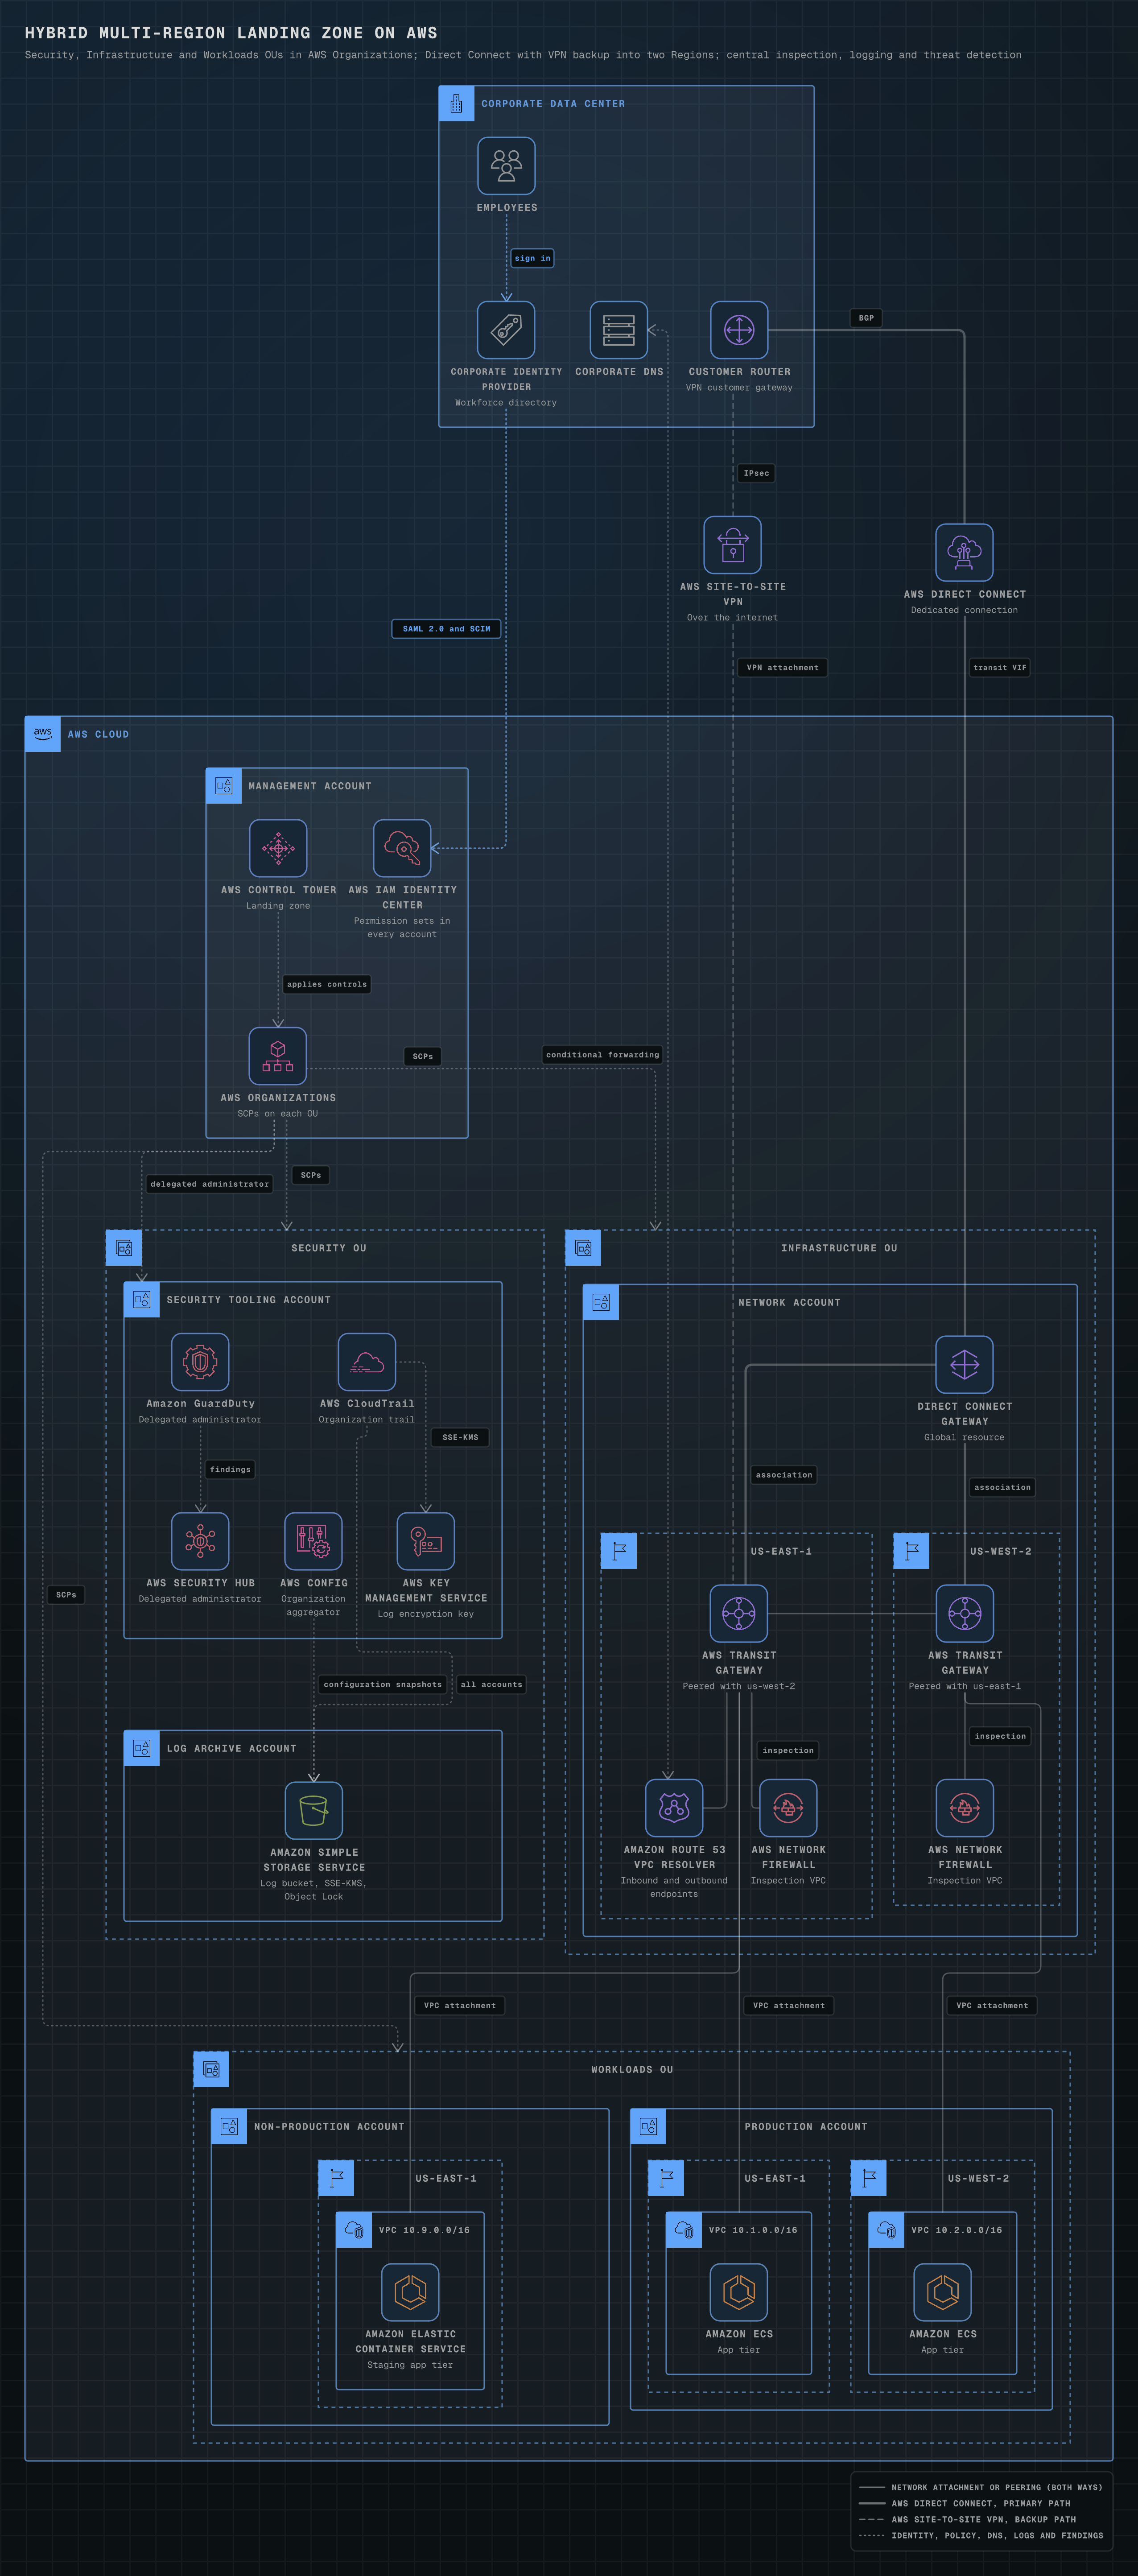 HYBRID MULTI-REGION LANDING ZONE ON AWS
Security, Infrastructure and Workloads OUs in AWS Organizations; Direct Connect with VPN backup into two Regions; central inspection, logging and threat detection
CORPORATE DATA CENTER
EMPLOYEES
sign in
BGP
CORPORATE IDENTITY
PROVIDER
Workforce directory
CORPORATE DNS
CUSTOMER ROUTER
VPN customer gateway
IPsec
AWS SITE-TO-SITE
VPN
Over the internet
AWS DIRECT CONNECT
Dedicated connection
SAML 2.0 and SCIM
VPN attachment
transit VIF
aws
AWS CLOUD
MANAGEMENT ACCOUNT
AWS CONTROL TOWER
Landing zone
AWS IAM IDENTITY
CENTER
Permission sets in
every account
applies controls
AWS ORGANIZATIONS
SCPs on each OU
SCPs
conditional forwarding
delegated administrator
SCPs
SECURITY OU
INFRASTRUCTURE OU
SECURITY TOOLING ACCOUNT
NETWORK ACCOUNT
Amazon GuardDuty
Delegated administrator
AWS CloudTrail
Organization trail
DIRECT CONNECT
GATEWAY
Global resource
findings
SSE-KMS
association
association
AWS SECURITY HUB
Delegated administrator
AWS CONFIG
Organization
aggregator
AWS KEY
MANAGEMENT SERVICE
Log encryption key
SCPs
US-EAST-1
US-WEST-2
AWS TRANSIT
GATEWAY
Peered with us-west-2
AWS TRANSIT
GATEWAY
Peered with us-east-1
configuration snapshots
all accounts
inspection
inspection
LOG ARCHIVE ACCOUNT
AMAZON SIMPLE
STORAGE SERVICE
Log bucket, SSE-KMS,
Object Lock
AMAZON ROUTE 53
VPC RESOLVER
Inbound and outbound
endpoints
AWS NETWORK
FIREWALL
Inspection VPC
AWS NETWORK
FIREWALL
Inspection VPC
VPC attachment
VPC attachment
VPC attachment
WORKLOADS OU
NON-PRODUCTION ACCOUNT
PRODUCTION ACCOUNT
US-EAST-1
US-EAST-1
US-WEST-2
VPC 10.9.0.0/16
VPC 10.1.0.0/16
VPC 10.2.0.0/16
AMAZON ELASTIC
CONTAINER SERVICE
Staging app tier
AMAZON ECS
App tier
AMAZON ECS
App tier
NETWORK ATTACHMENT OR PEERING (BOTH WAYS)
AWS DIRECT CONNECT, PRIMARY PATH
AWS SITE-TO-SITE VPN, BACKUP PATH
IDENTITY, POLICY, DNS, LOGS AND FINDINGS